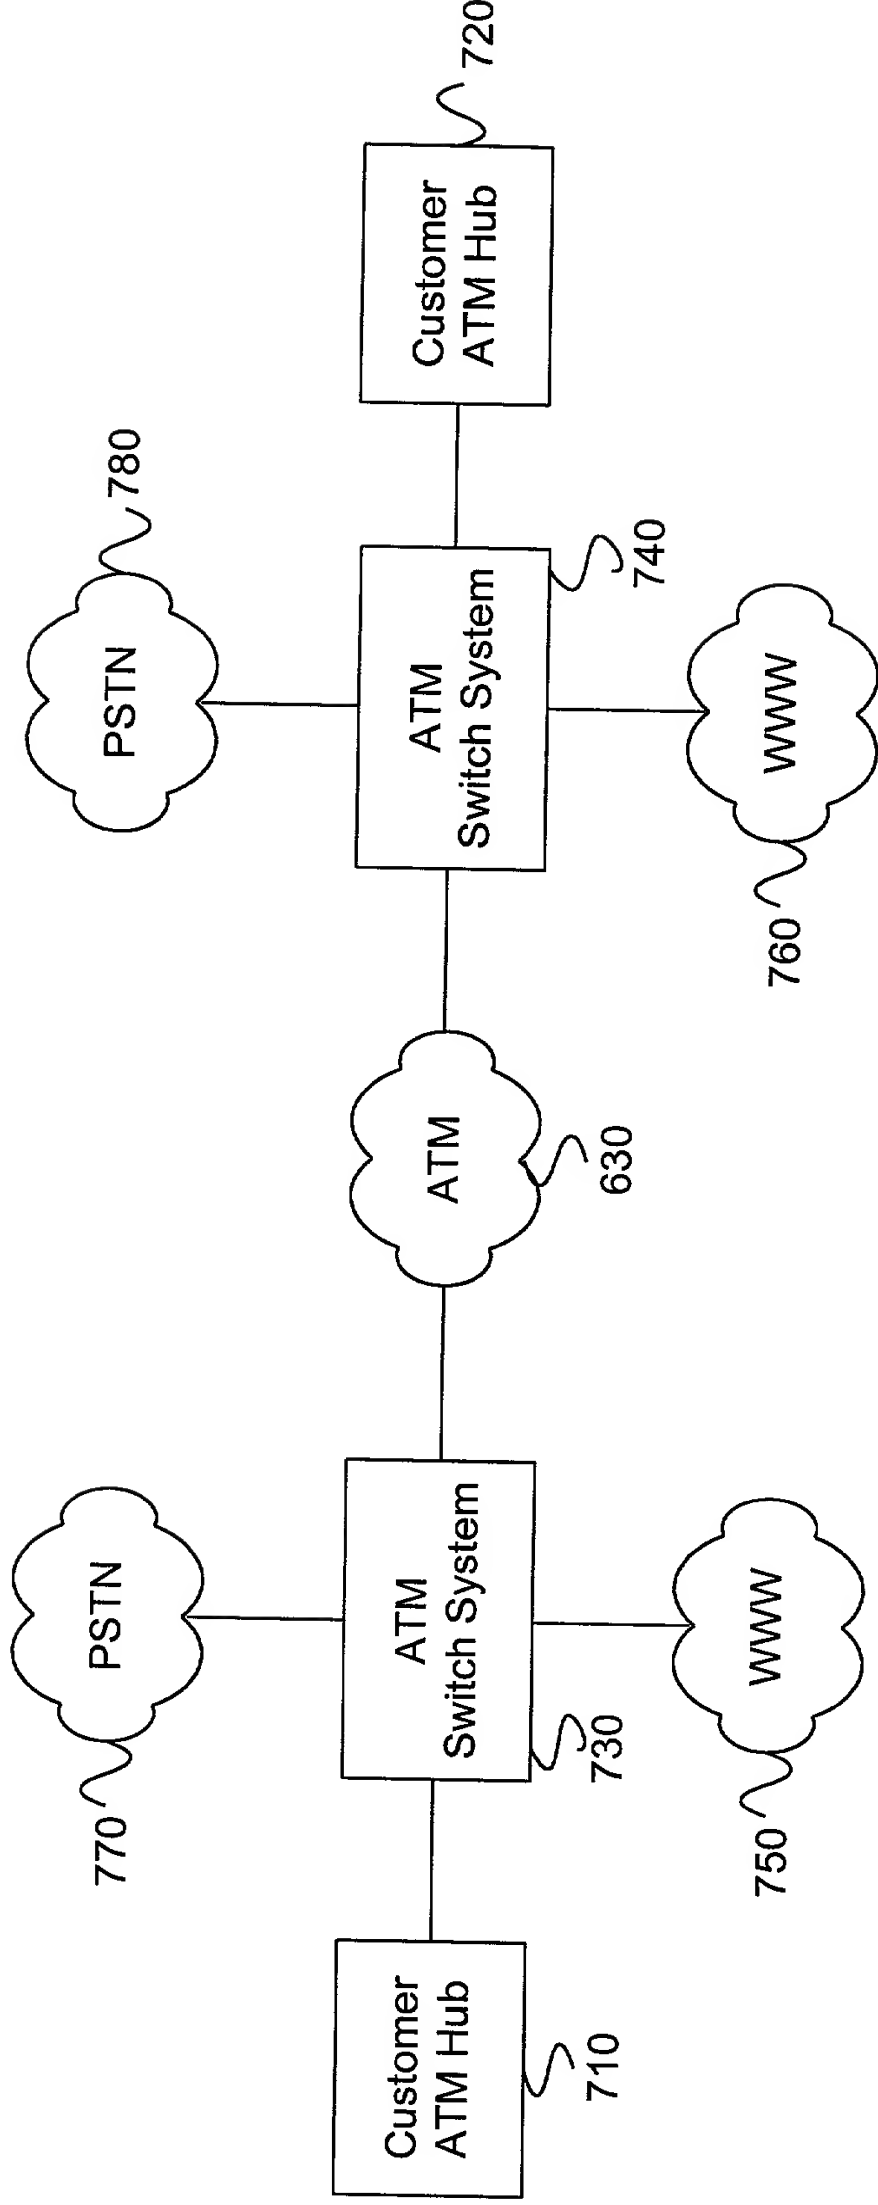 PSTN
770
PSTN
780
Customer
ATM Hub
710
ATM
Switch System
730
ATM
630
ATM
Switch System
740
Customer
ATM Hub
720
WWW
750
WWW
760